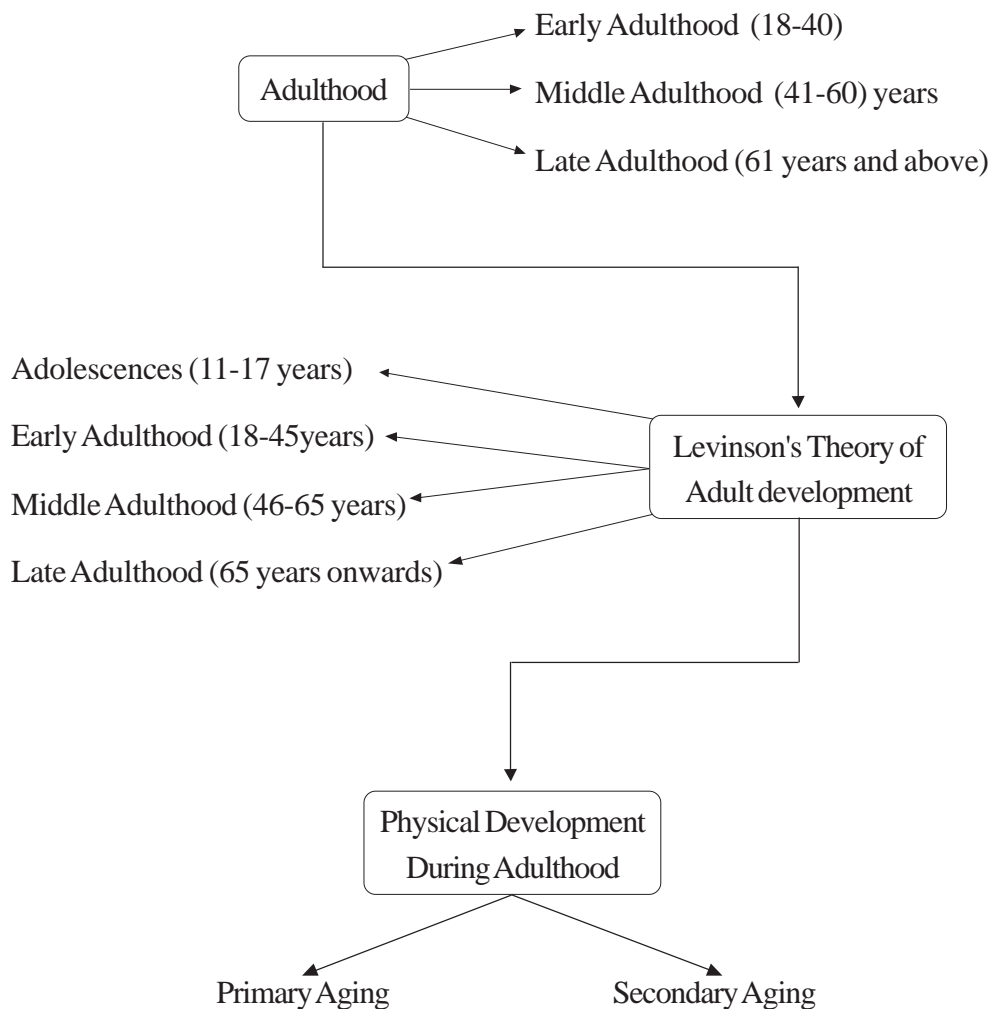 Early Adulthood (18-40)
Adulthood
Middle Adulthood (41-60) years
Late Adulthood (61 years and above)
Adolescences (11-17 years)
Early Adulthood (18-45years)
Middle Adulthood (46-65 years)
Late Adulthood (65 years onwards)
Levinson's Theory of
Adult development
Physical Development
During Adulthood
Primary Aging
Secondary Aging